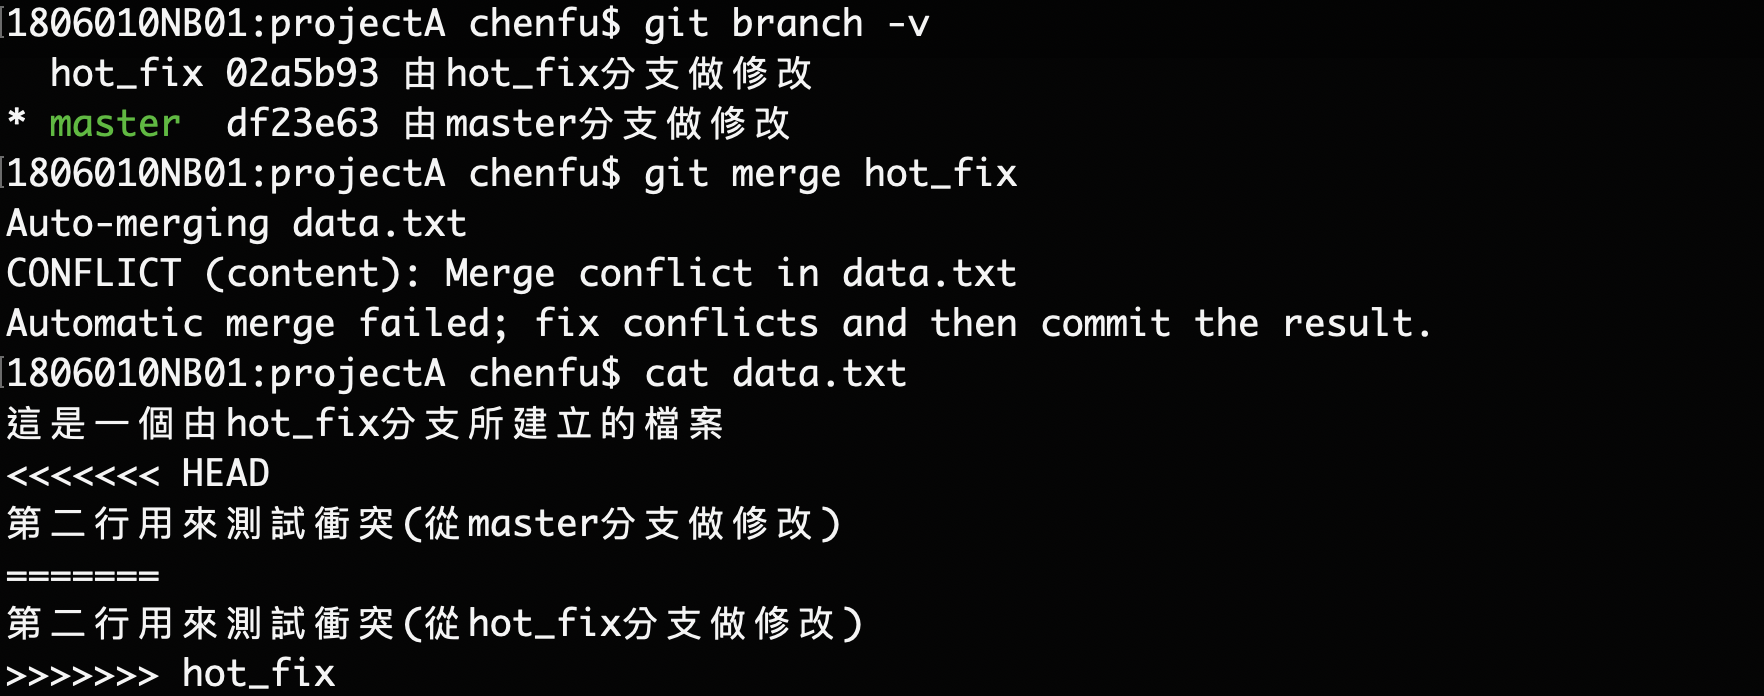 1806010NB01:projectA chenfu$ git branch -v
  hot_fix 02a5b93 由hot_fix分支做修改
* master  df23e63 由master分支做修改
1806010NB01:projectA chenfu$ git merge hot_fix
Auto-merging data.txt
CONFLICT (content): Merge conflict in data.txt
Automatic merge failed; fix conflicts and then commit the result.
1806010NB01:projectA chenfu$ cat data.txt
這是一個由hot_fix分支所建立的檔案
<<<<<<< HEAD
第二行用來測試衝突(從master分支做修改)
=======
第二行用來測試衝突(從hot_fix分支做修改)
>>>>>>> hot_fix